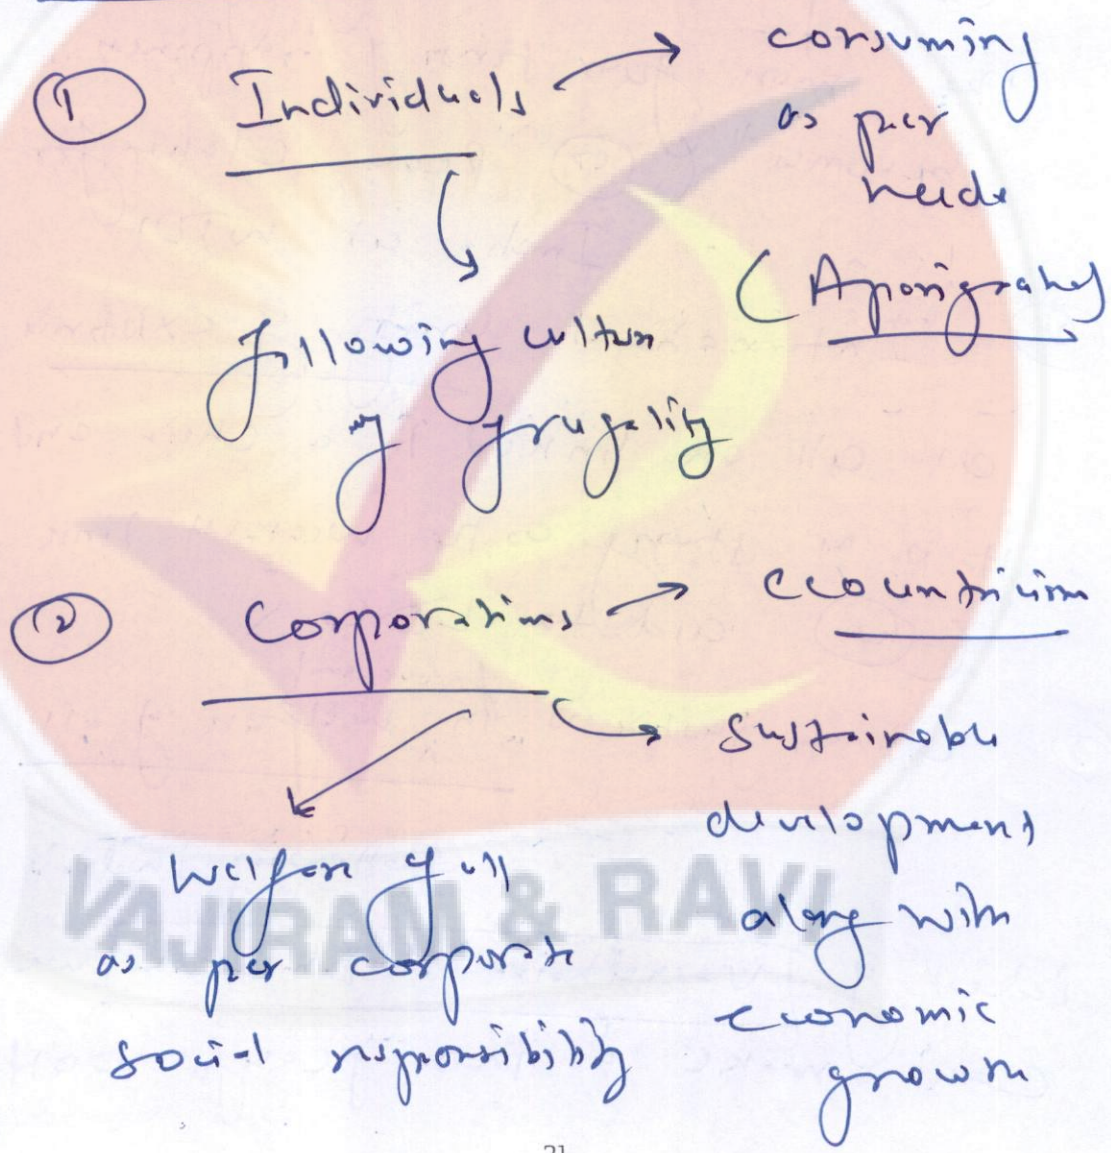 ① Individuals → consuming
as per
needs
(Aparigraha)
following culture
of frugality
② Corporations → Ecocentricism
Sustainable
development
along with
economic
growth
Welfare of all
as per corporate
social responsibility
VAJIRAM & RAVI
21